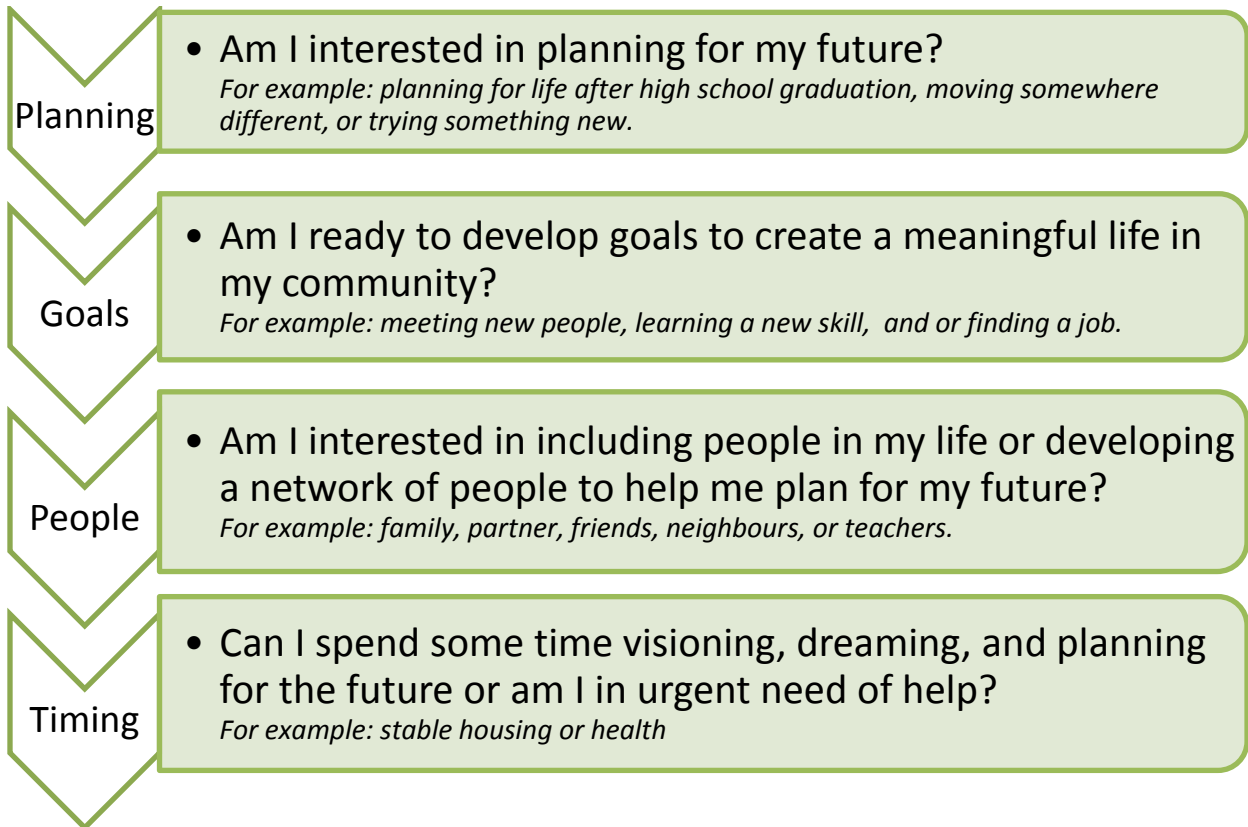 Planning
• Am I interested in planning for my future?
For example: planning for life after high school graduation, moving somewhere
different, or trying something new.
Goals
• Am I ready to develop goals to create a meaningful life in
my community?
For example: meeting new people, learning a new skill,  and or finding a job.
People
• Am I interested in including people in my life or developing
a network of people to help me plan for my future?
For example: family, partner, friends, neighbours, or teachers.
Timing
• Can I spend some time visioning, dreaming, and planning
for the future or am I in urgent need of help?
For example: stable housing or health